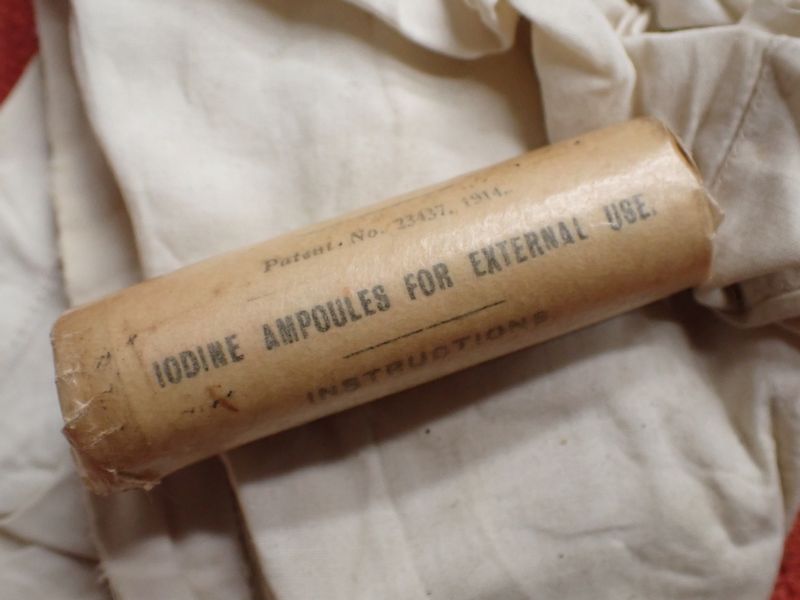 Patent. No. 23437. 1914.
IODINE AMPOULES FOR EXTERNAL USE.
INSTRUCTIONS